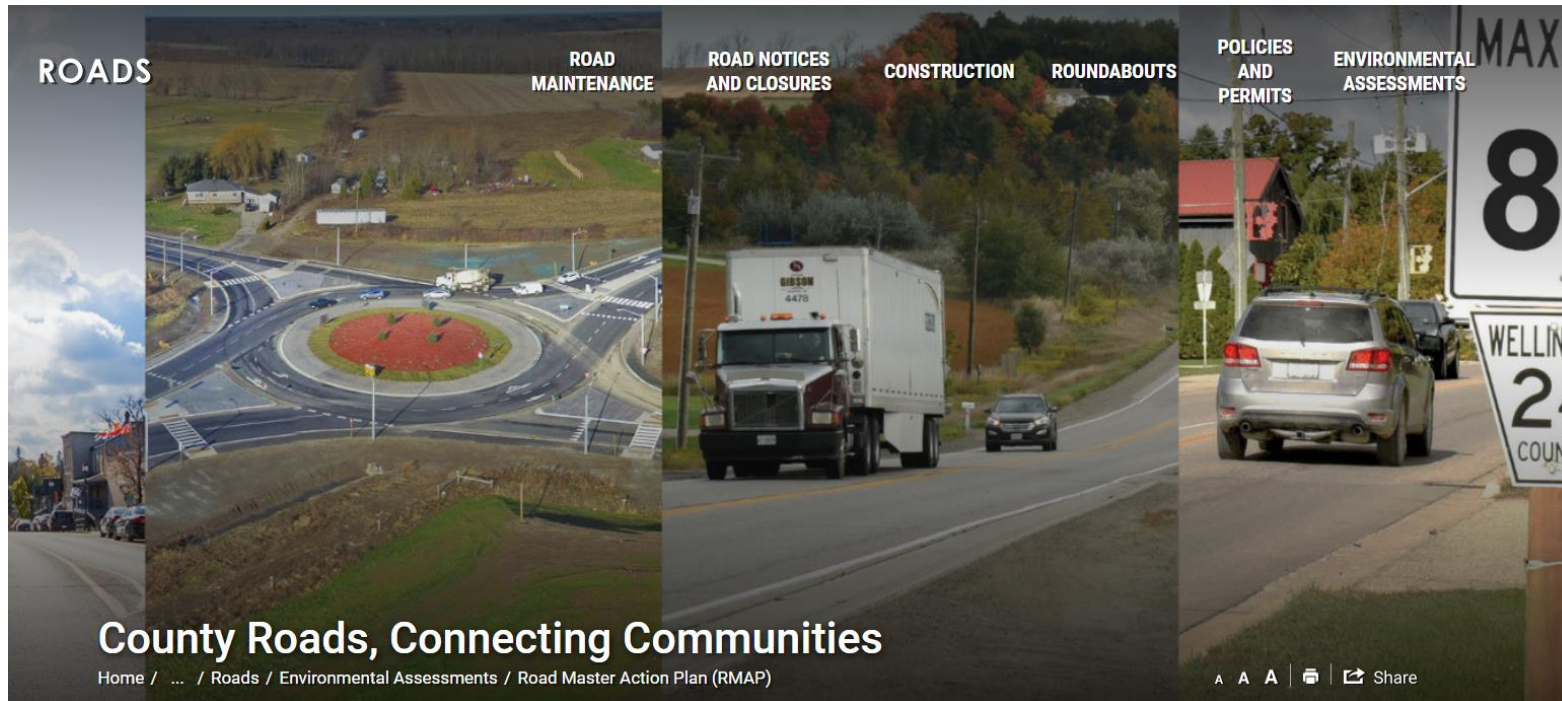 ROADS
ROAD
MAINTENANCE
ROAD NOTICES
AND CLOSURES
CONSTRUCTION
ROUNDABOUTS
POLICIES
AND
PERMITS
ENVIRONMENTAL
ASSESSMENTS
MAX
8
GIBSON
4478
WELLIN
2
COUN
County Roads, Connecting Communities
Home / ... / Roads / Environmental Assessments / Road Master Action Plan (RMAP)
A A A Share